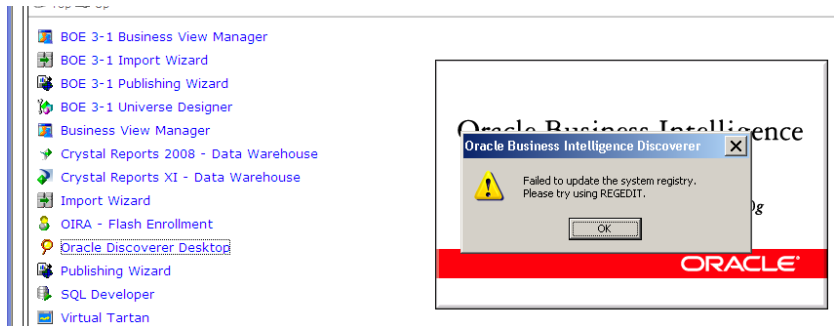 BOE 3-1 Business View Manager
BOE 3-1 Import Wizard
BOE 3-1 Publishing Wizard
BOE 3-1 Universe Designer
Business View Manager
Crystal Reports 2008 - Data Warehouse
Crystal Reports XI - Data Warehouse
Import Wizard
OIRA - Flash Enrollment
Oracle Discoverer Desktop
Publishing Wizard
SQL Developer
Virtual Tartan
Oracle Business Intelligence
Oracle Business Intelligence Discoverer
Failed to update the system registry.
Please try using REGEDIT.
OK
ORACLE